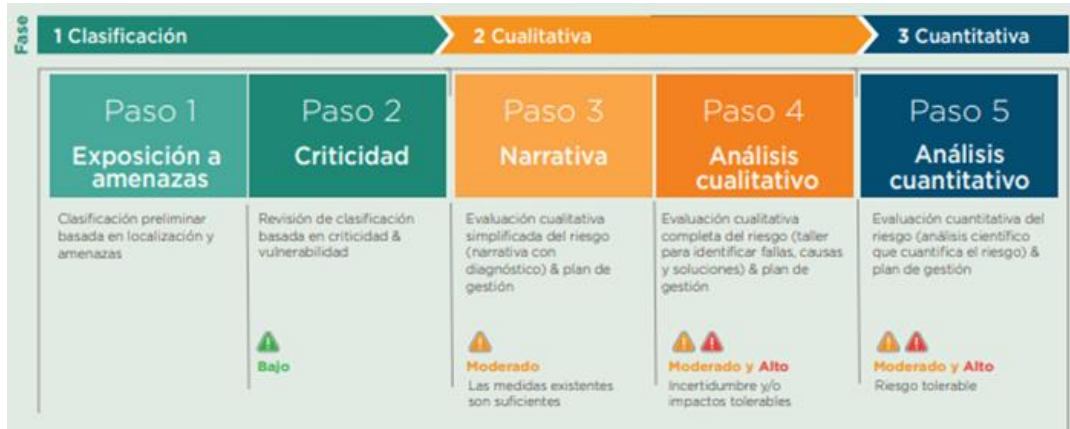 Fase
1 Clasificación
2 Cualitativa
3 Cuantitativa
Paso 1
Exposición a
amenazas
Clasificación preliminar
basada en localización y
amenazas
Paso 2
Criticidad
Revisión de clasificación
basada en criticidad &
vulnerabilidad
Bajo
Paso 3
Narrativa
Evaluación cualitativa
simplificada del riesgo
(narrativa con
diagnóstico) & plan de
gestión
Moderado
Las medidas existentes
son suficientes
Paso 4
Análisis
cualitativo
Evaluación cualitativa
completa del riesgo (taller
para identificar fallas, causas
y soluciones) & plan de
gestión
Moderado y Alto
Incertidumbre y/o
impactos tolerables
Paso 5
Análisis
cuantitativo
Evaluación cuantitativa del
riesgo (análisis científico
que cuantifica el riesgo) &
plan de gestión
Moderado y Alto
Riesgo tolerable